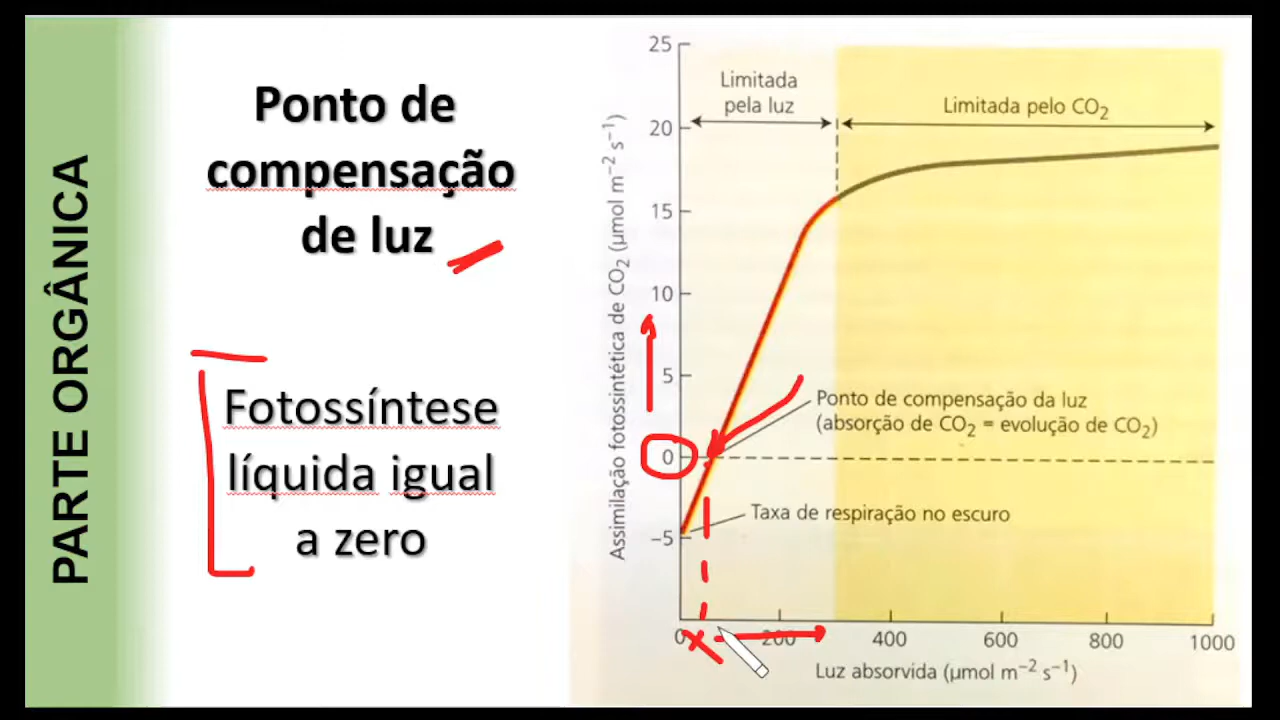 PARTE ORGÂNICA
Ponto de
compensação
de luz
Fotossíntese
líquida igual
a zero
25
20
15
10
5
0
−5
Assimilação fotossintética de CO2 (μmol m−2 s−1)
Limitada
pela luz
Limitada pelo CO2
Ponto de compensação da luz
(absorção de CO2 = evolução de CO2)
Taxa de respiração no escuro
0 200 400 600 800 1000
Luz absorvida (μmol m−2 s−1)